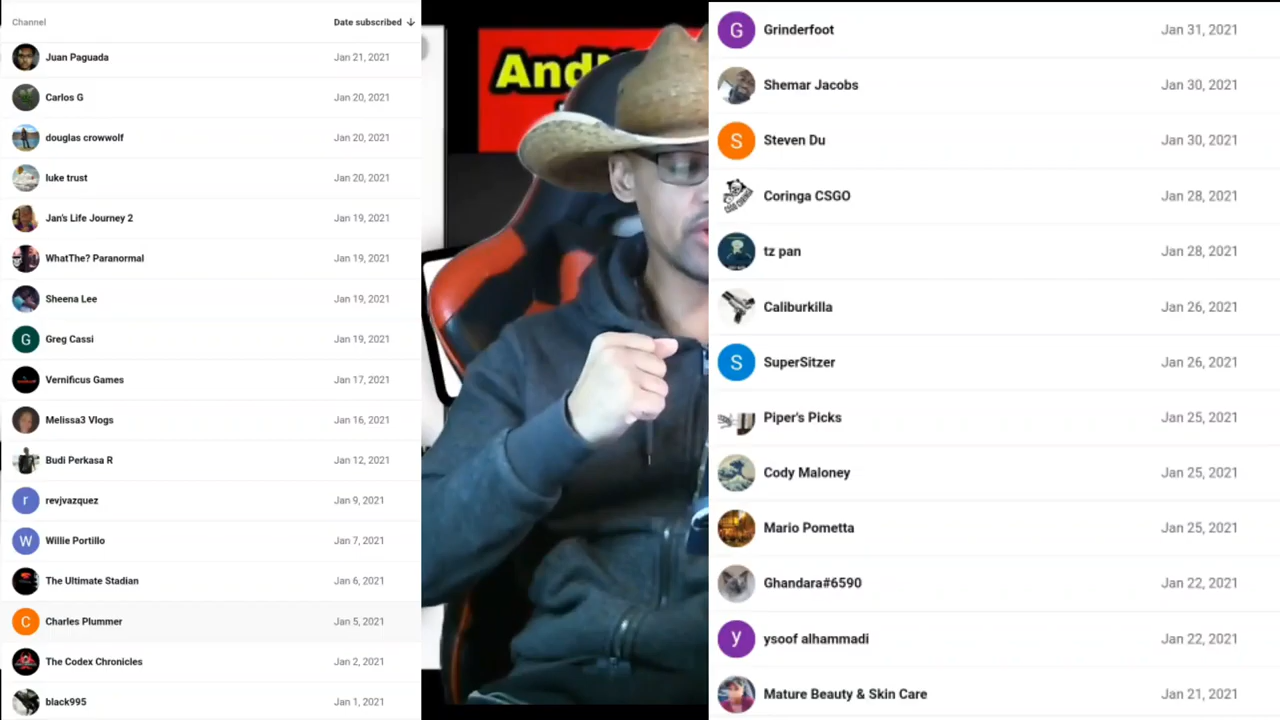 Channel Date subscribed
Juan Paguada Jan 21, 2021
Carlos G Jan 20, 2021
douglas crowwolf Jan 20, 2021
luke trust Jan 20, 2021
Jan's Life Journey 2 Jan 19, 2021
WhatThe? Paranormal Jan 19, 2021
Sheena Lee Jan 19, 2021
G Greg Cassi Jan 19, 2021
Vernificus Games Jan 17, 2021
Melissa3 Vlogs Jan 16, 2021
Budi Perkasa R Jan 12, 2021
r revjvazquez Jan 9, 2021
W Willie Portillo Jan 7, 2021
The Ultimate Stadian Jan 6, 2021
C Charles Plummer Jan 5, 2021
The Codex Chronicles Jan 2, 2021
black995 Jan 1, 2021
G Grinderfoot Jan 31, 2021
Shemar Jacobs Jan 30, 2021
S Steven Du Jan 30, 2021
Coringa CSGO Jan 28, 2021
tz pan Jan 28, 2021
Caliburkilla Jan 26, 2021
S SuperSitzer Jan 26, 2021
Piper's Picks Jan 25, 2021
Cody Maloney Jan 25, 2021
Mario Pometta Jan 25, 2021
Ghandara#6590 Jan 22, 2021
y ysoof alhammadi Jan 22, 2021
Mature Beauty & Skin Care Jan 21, 2021